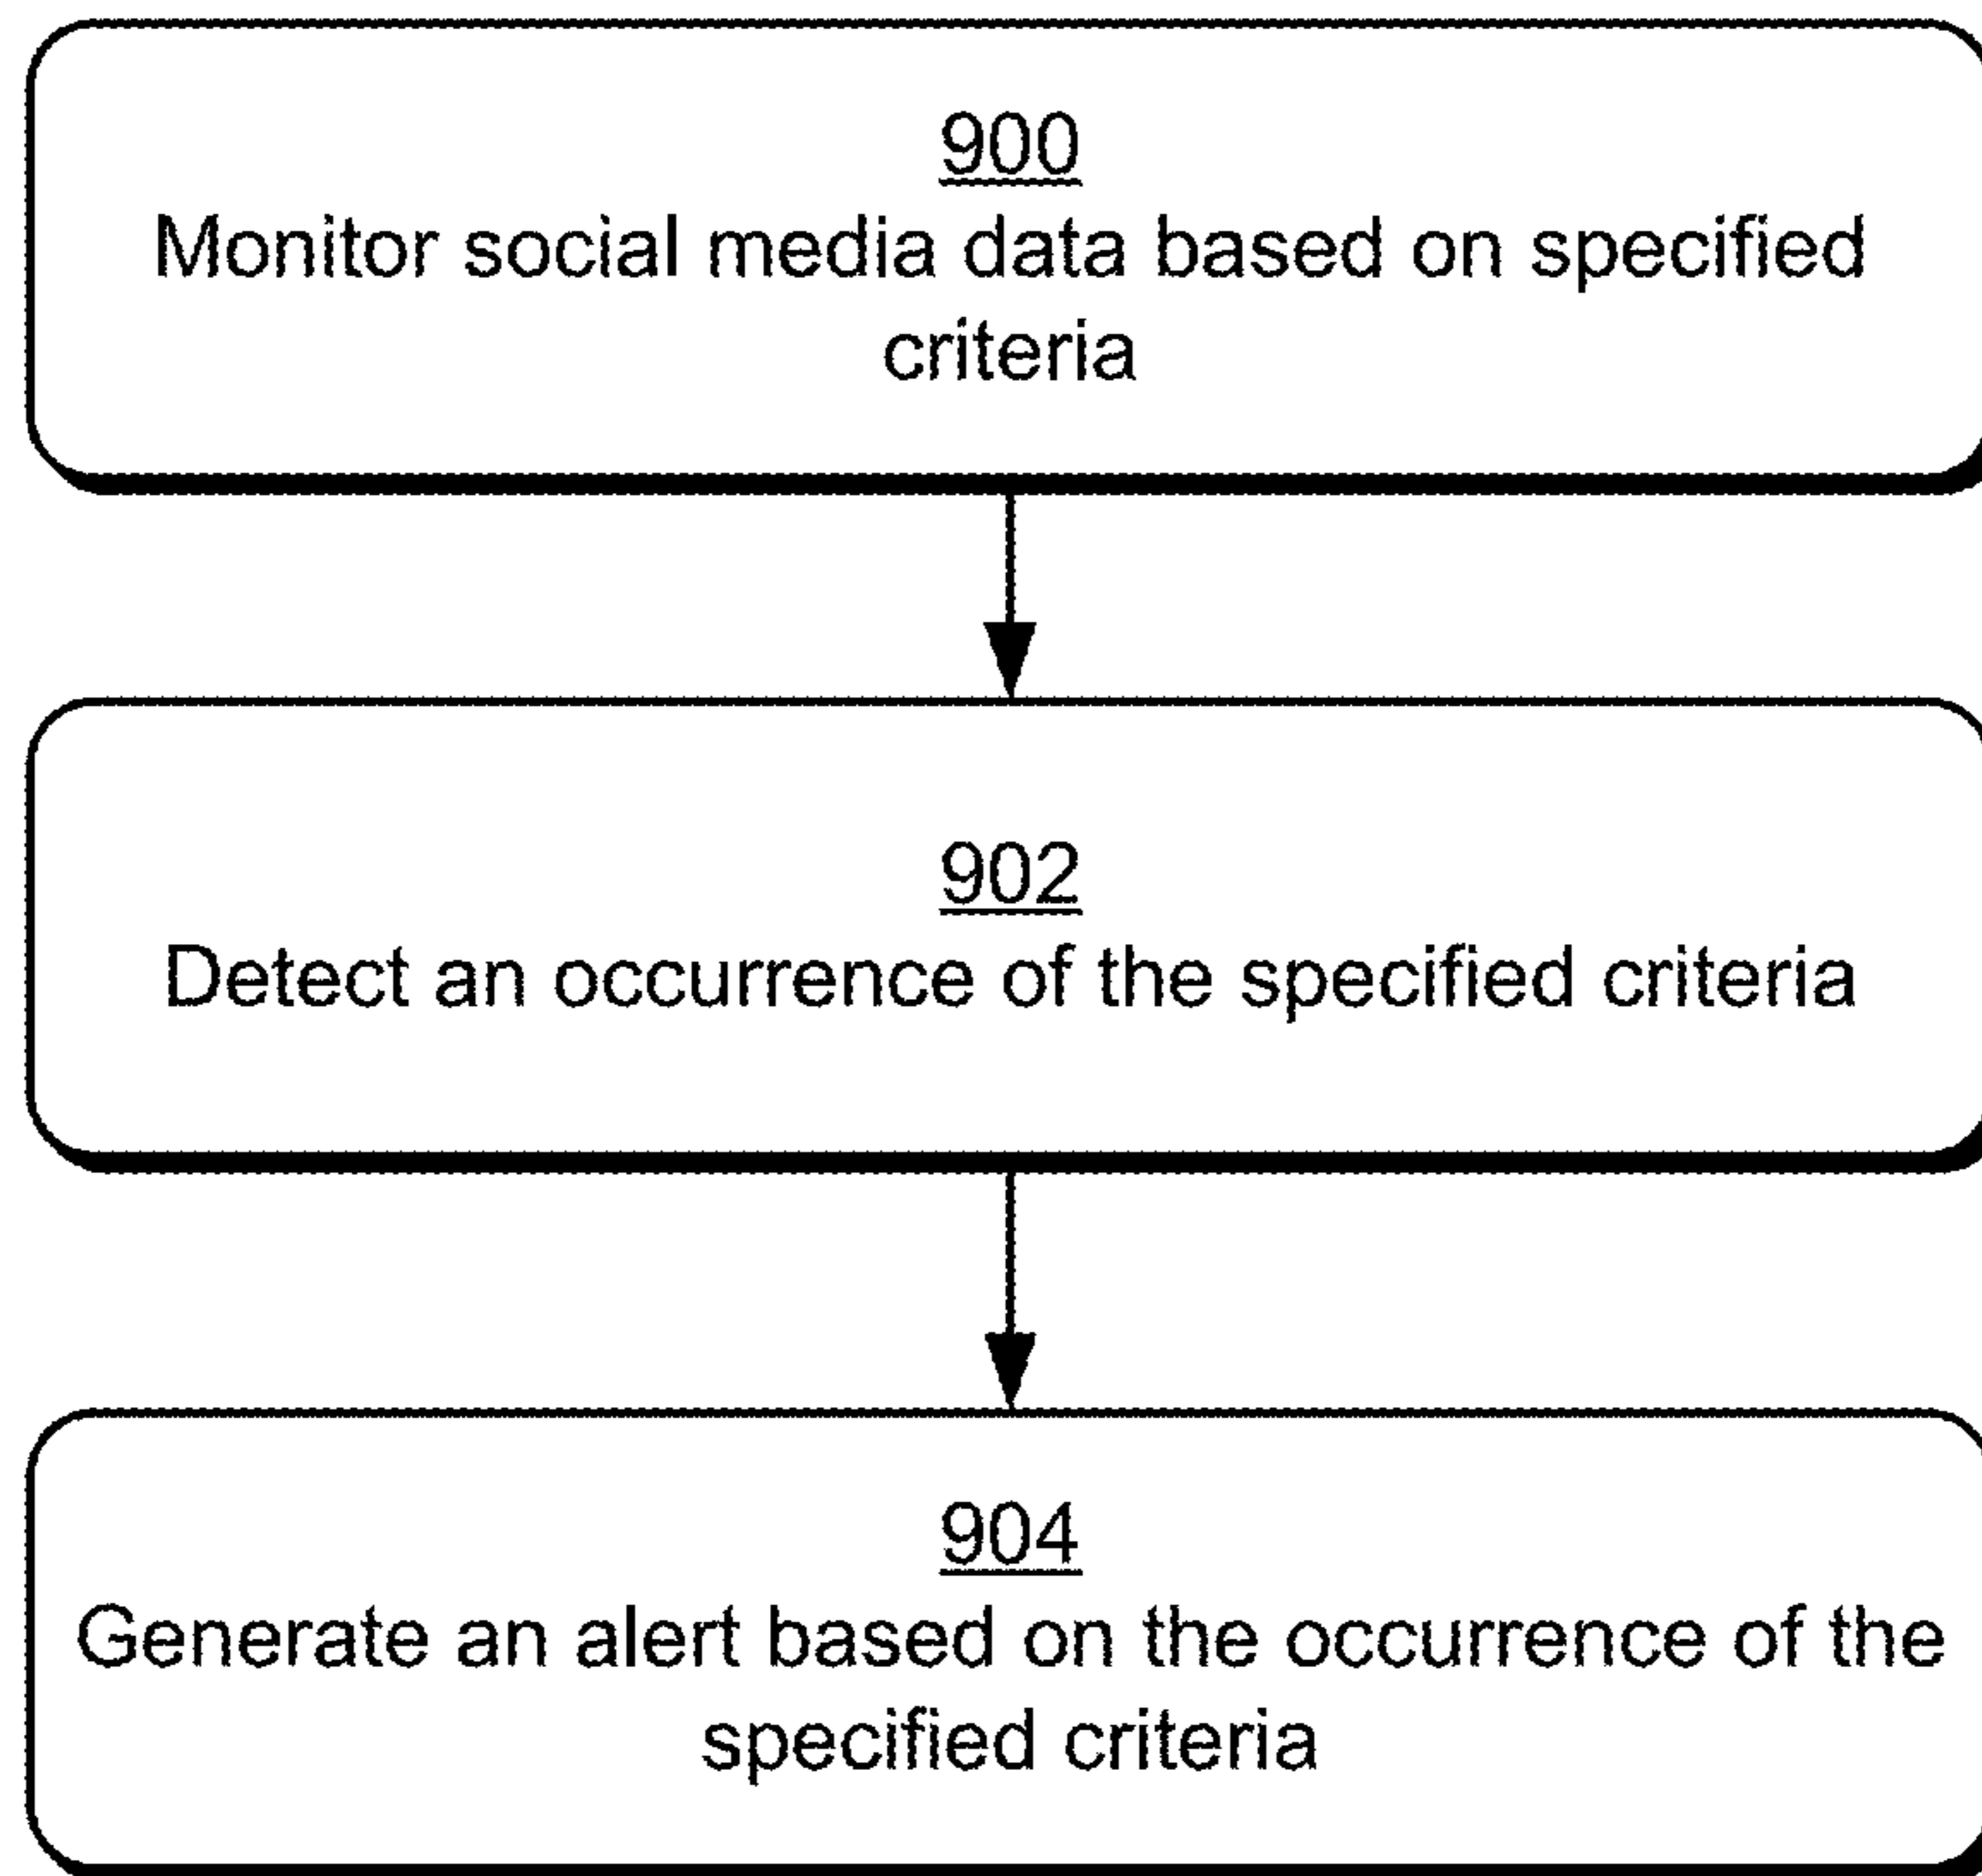 900
Monitor social media data based on specified
criteria
902
Detect an occurrence of the specified criteria
904
Generate an alert based on the occurrence of the
specified criteria